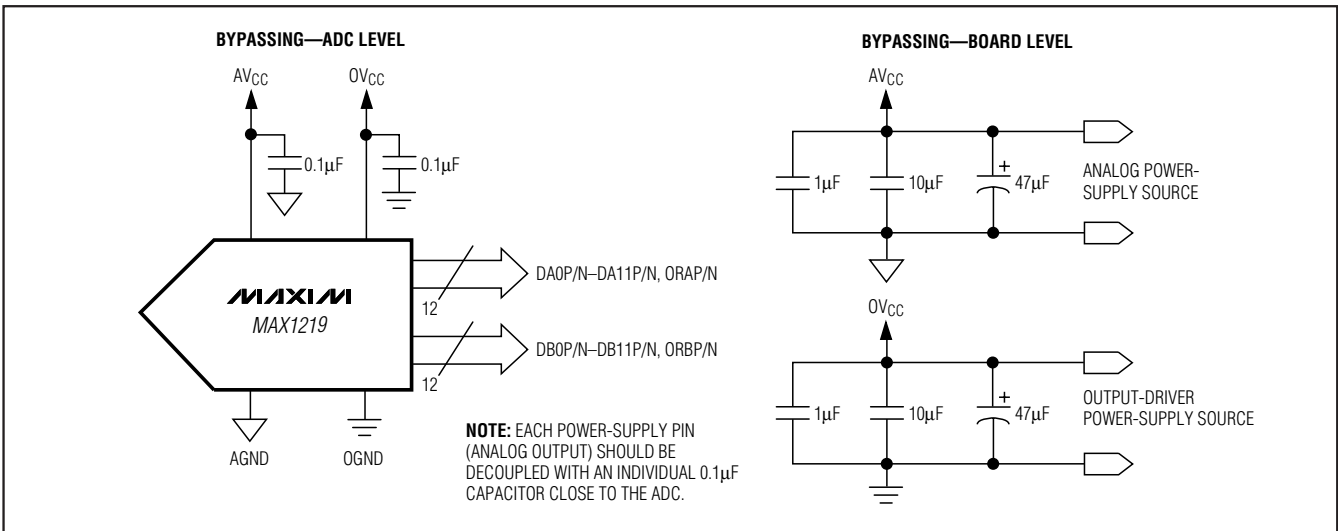 BYPASSING—ADC LEVEL
AVCC
OVCC
0.1µF
0.1µF
MAXIM
MAX1219
12
DA0P/N–DA11P/N, ORAP/N
12
DB0P/N–DB11P/N, ORBP/N
AGND
OGND
NOTE: EACH POWER-SUPPLY PIN
(ANALOG OUTPUT) SHOULD BE
DECOUPLED WITH AN INDIVIDUAL 0.1µF
CAPACITOR CLOSE TO THE ADC.
BYPASSING—BOARD LEVEL
AVCC
1µF
10µF
+
47µF
ANALOG POWER-
SUPPLY SOURCE
OVCC
1µF
10µF
+
47µF
OUTPUT-DRIVER
POWER-SUPPLY SOURCE